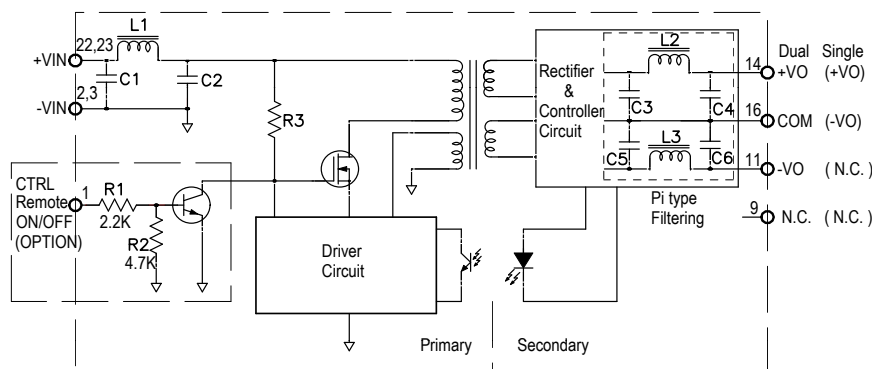 L1
22,23
+VIN
C1
C2
2,3
-VIN
R3
CTRL
Remote
ON/OFF
(OPTION)
1
R1
2.2K
R2
4.7K
Driver
Circuit
Rectifier
&
Controller
Circuit
L2
C3
C4
L3
C5
C6
Pi type
Filtering
Dual Single
14 +VO (+VO)
16 COM (-VO)
11 -VO ( N.C. )
9 N.C. ( N.C. )
Primary
Secondary